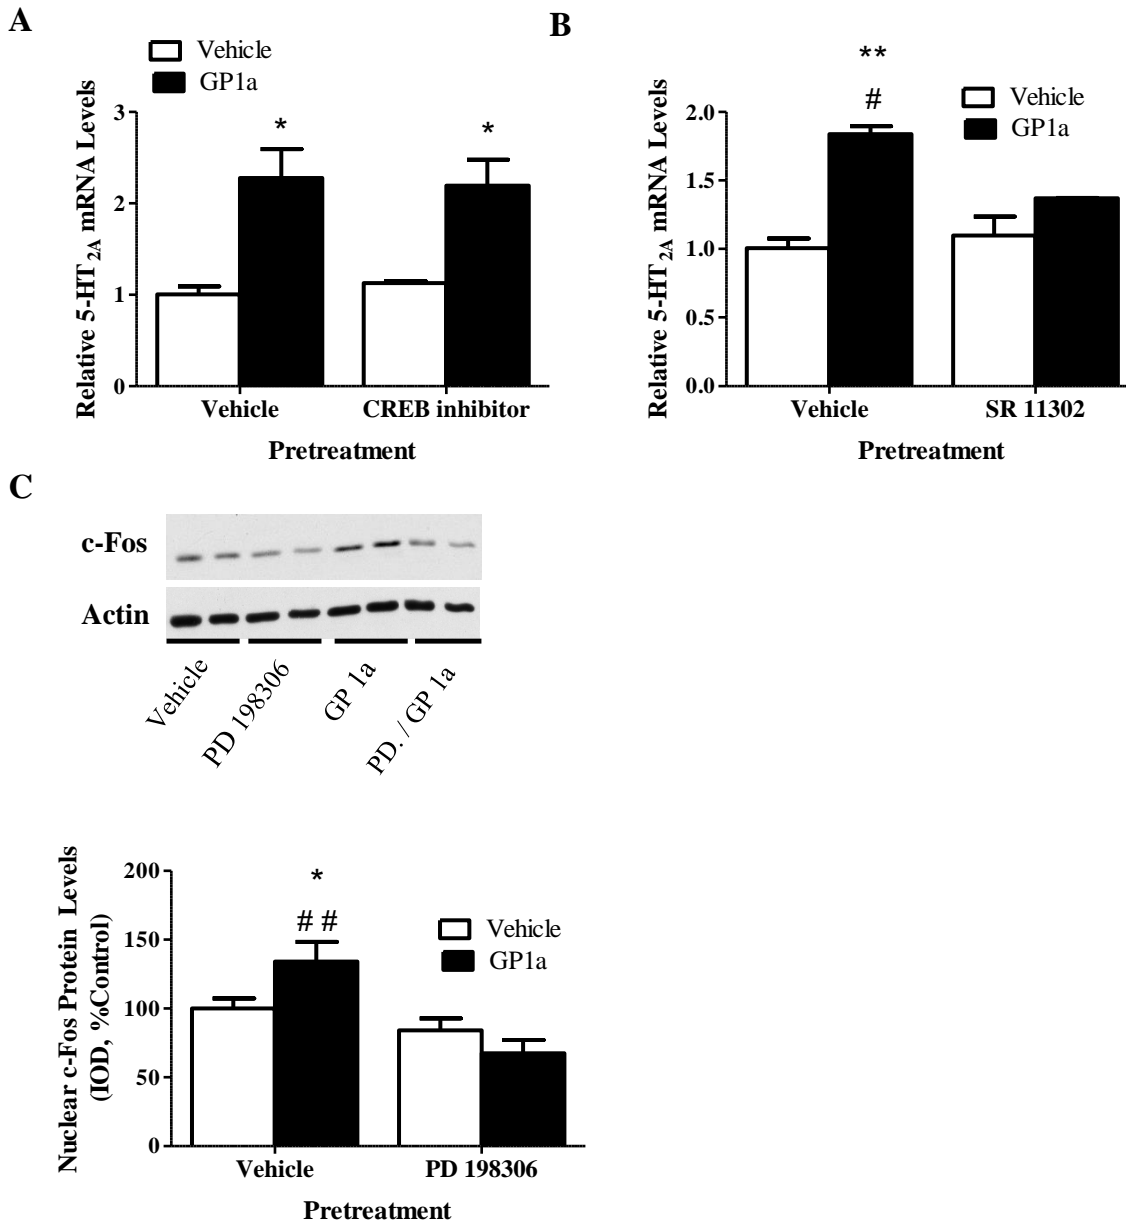 A
Vehicle
GP1a
Relative 5-HT2A mRNA Levels
3
2
1
0
*
*
Vehicle
CREB inhibitor
Pretreatment
B
**
#
Vehicle
GP1a
Relative 5-HT2A mRNA Levels
2.0
1.5
1.0
0.5
0.0
Vehicle
SR 11302
Pretreatment
C
c-Fos
Actin
Vehicle
PD 198306
GP 1a
PD. / GP 1a
Nuclear c-Fos Protein Levels
(IOD, %Control)
200
150
100
50
0
*
# #
Vehicle
GP1a
Vehicle
PD 198306
Pretreatment